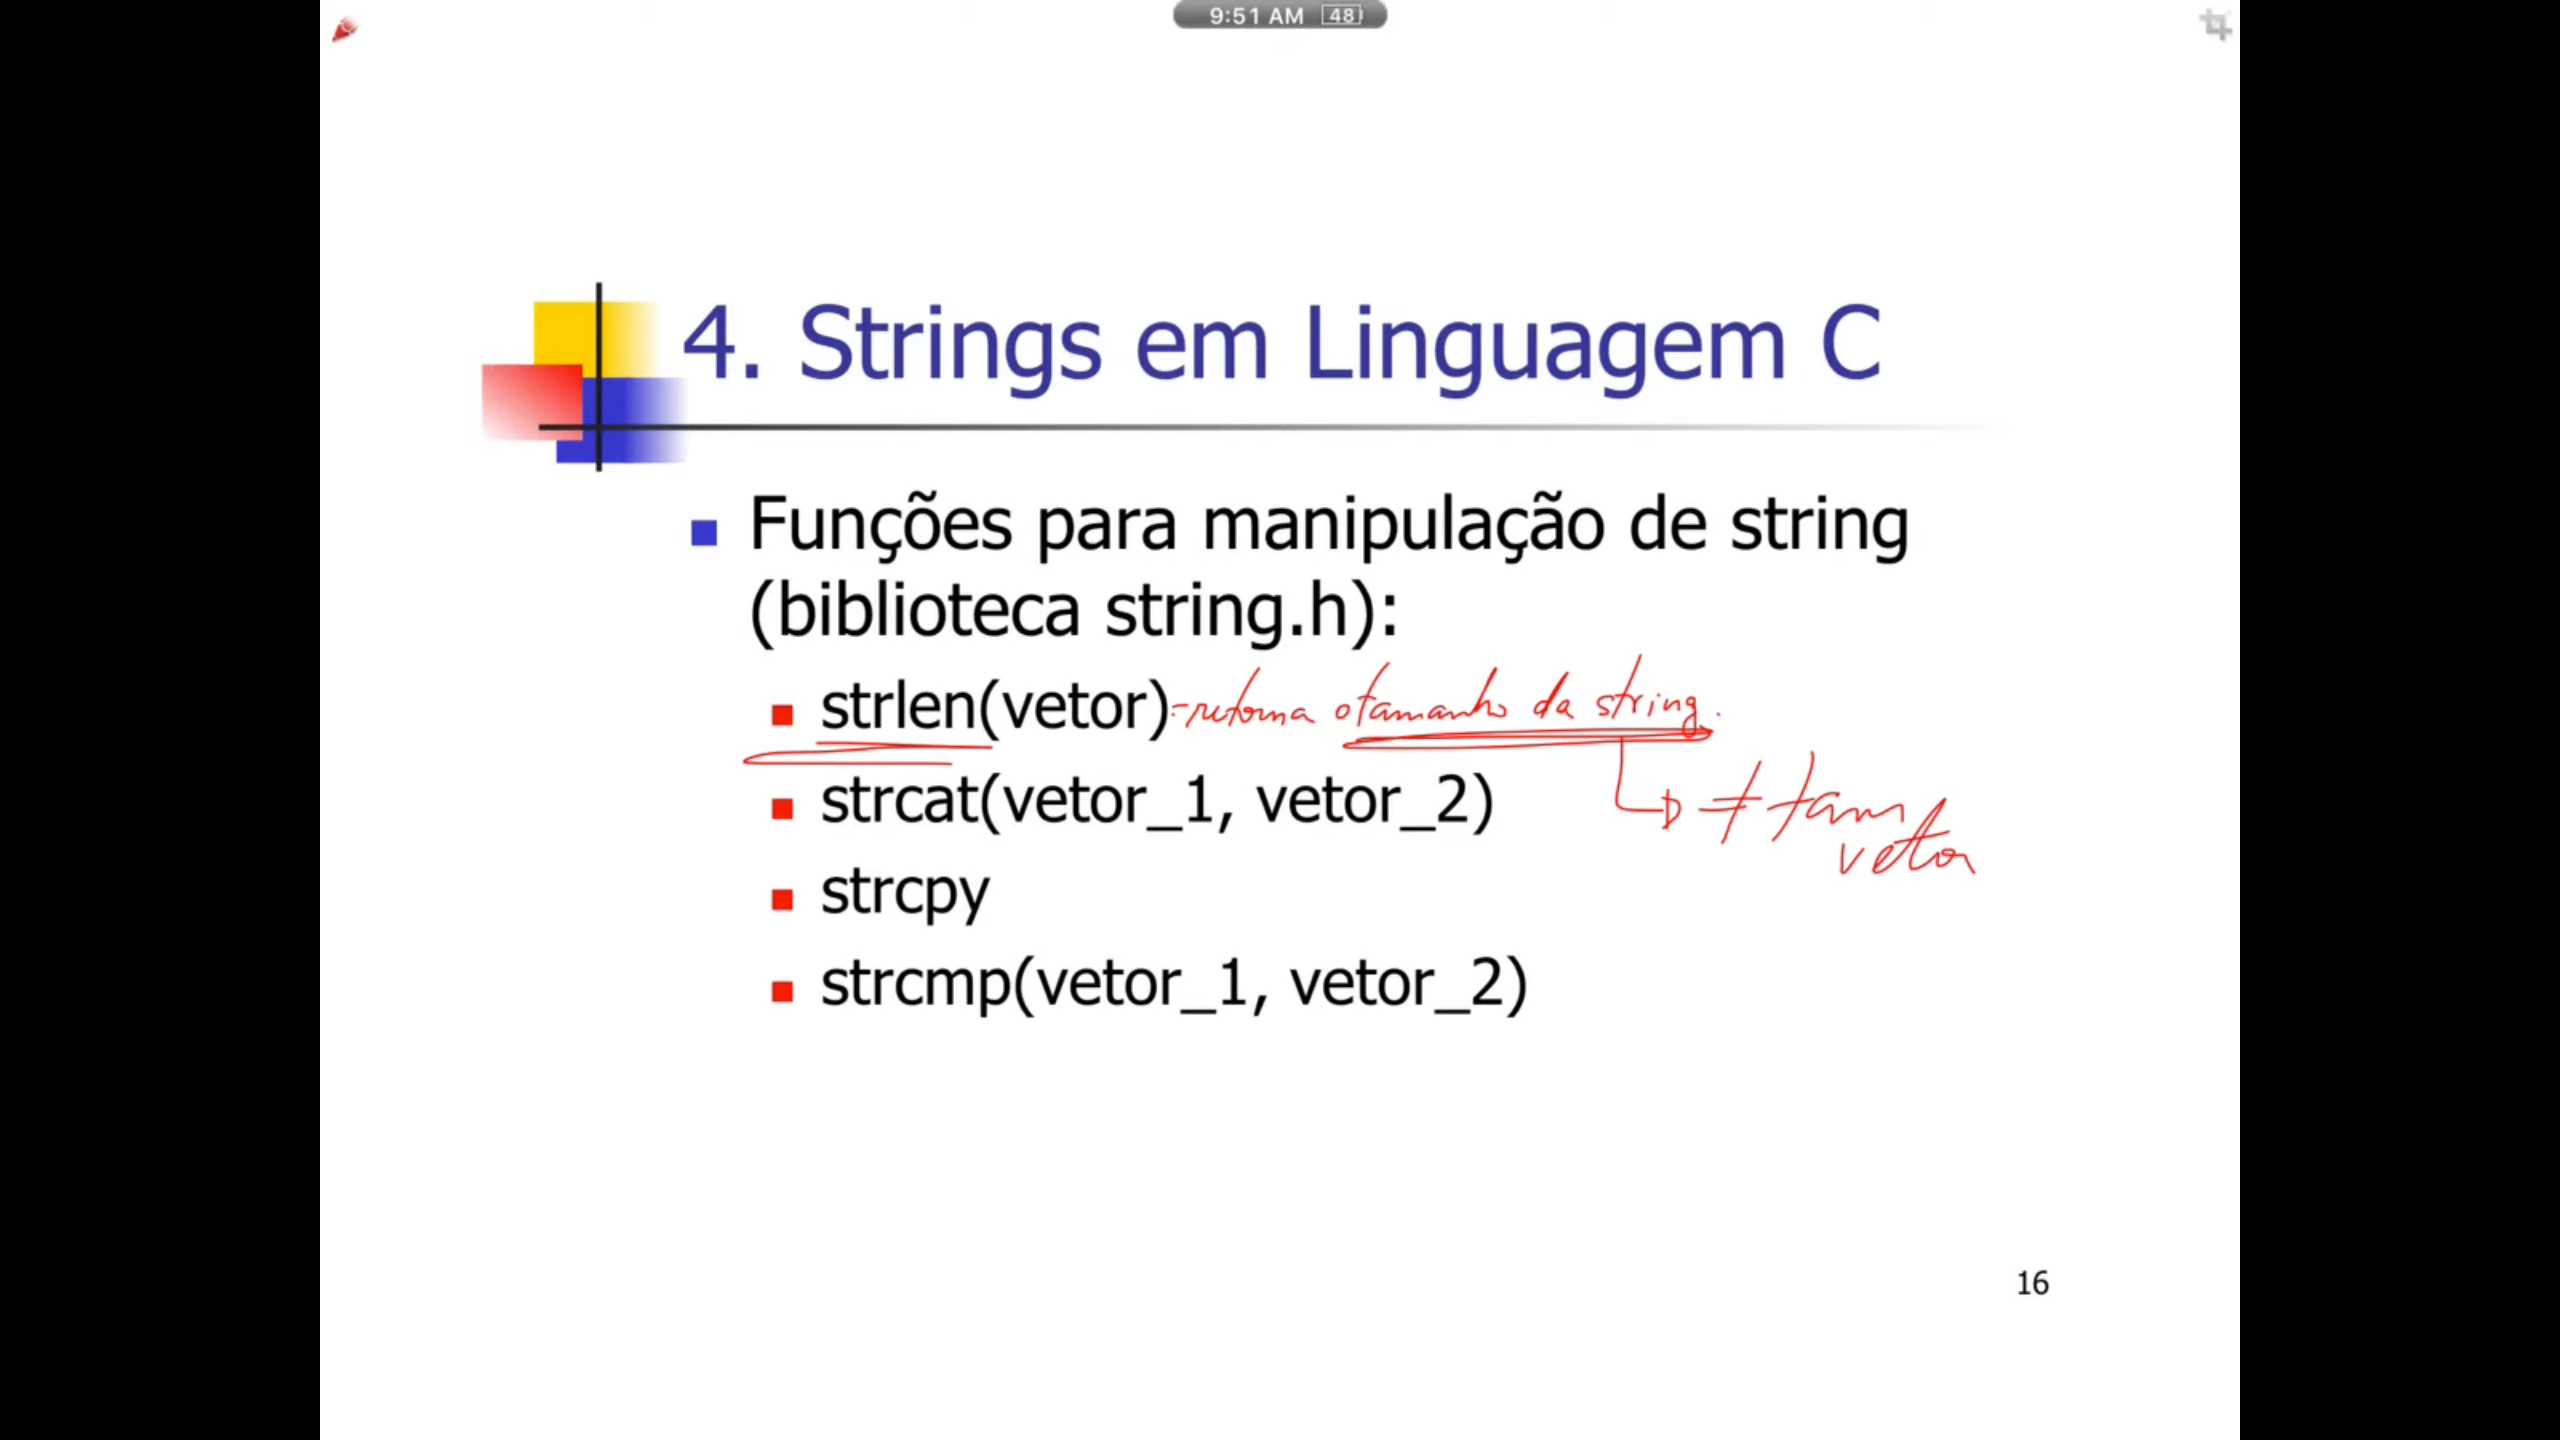 9:51 AM 48
4. Strings em Linguagem C
Funções para manipulação de string
(biblioteca string.h):
strlen(vetor) - retorna o tamanho da string.
strcat(vetor_1, vetor_2)
≠ tam
vetor
strcpy
strcmp(vetor_1, vetor_2)
16